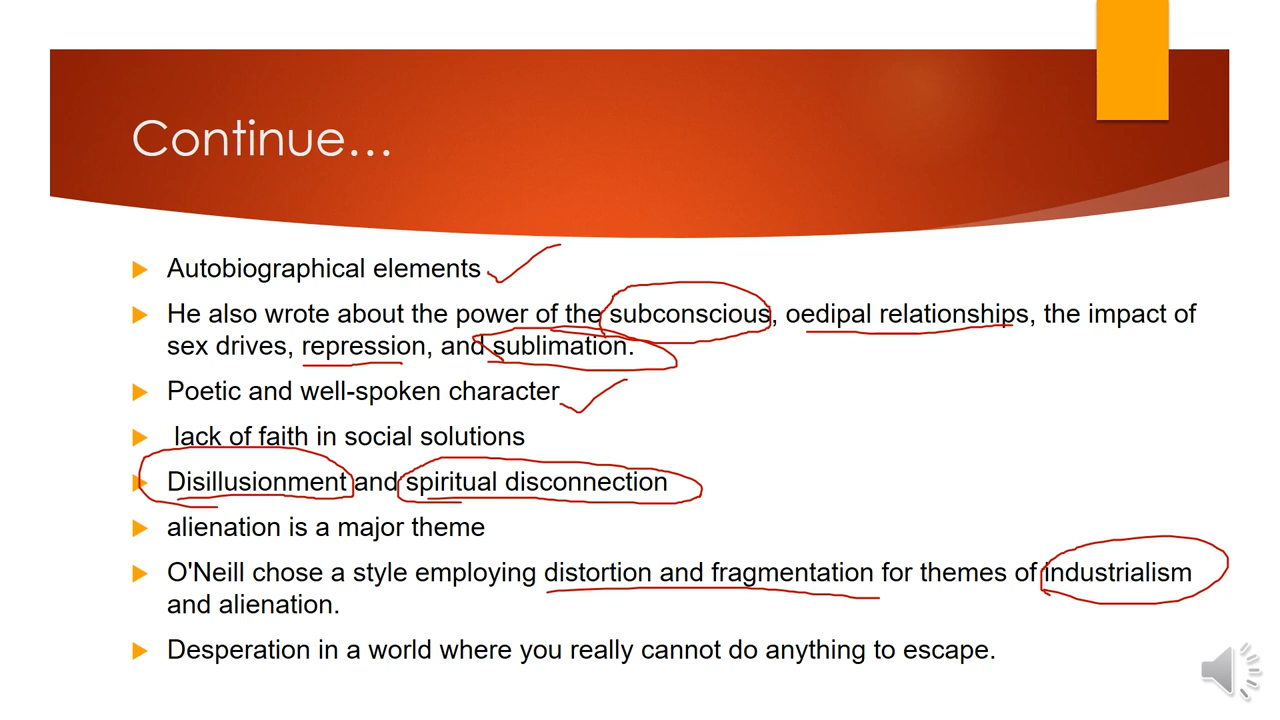 Continue…
Autobiographical elements
He also wrote about the power of the subconscious, oedipal relationships, the impact of
sex drives, repression, and sublimation.
Poetic and well-spoken character
lack of faith in social solutions
Disillusionment and spiritual disconnection
alienation is a major theme
O'Neill chose a style employing distortion and fragmentation for themes of industrialism
and alienation.
Desperation in a world where you really cannot do anything to escape.